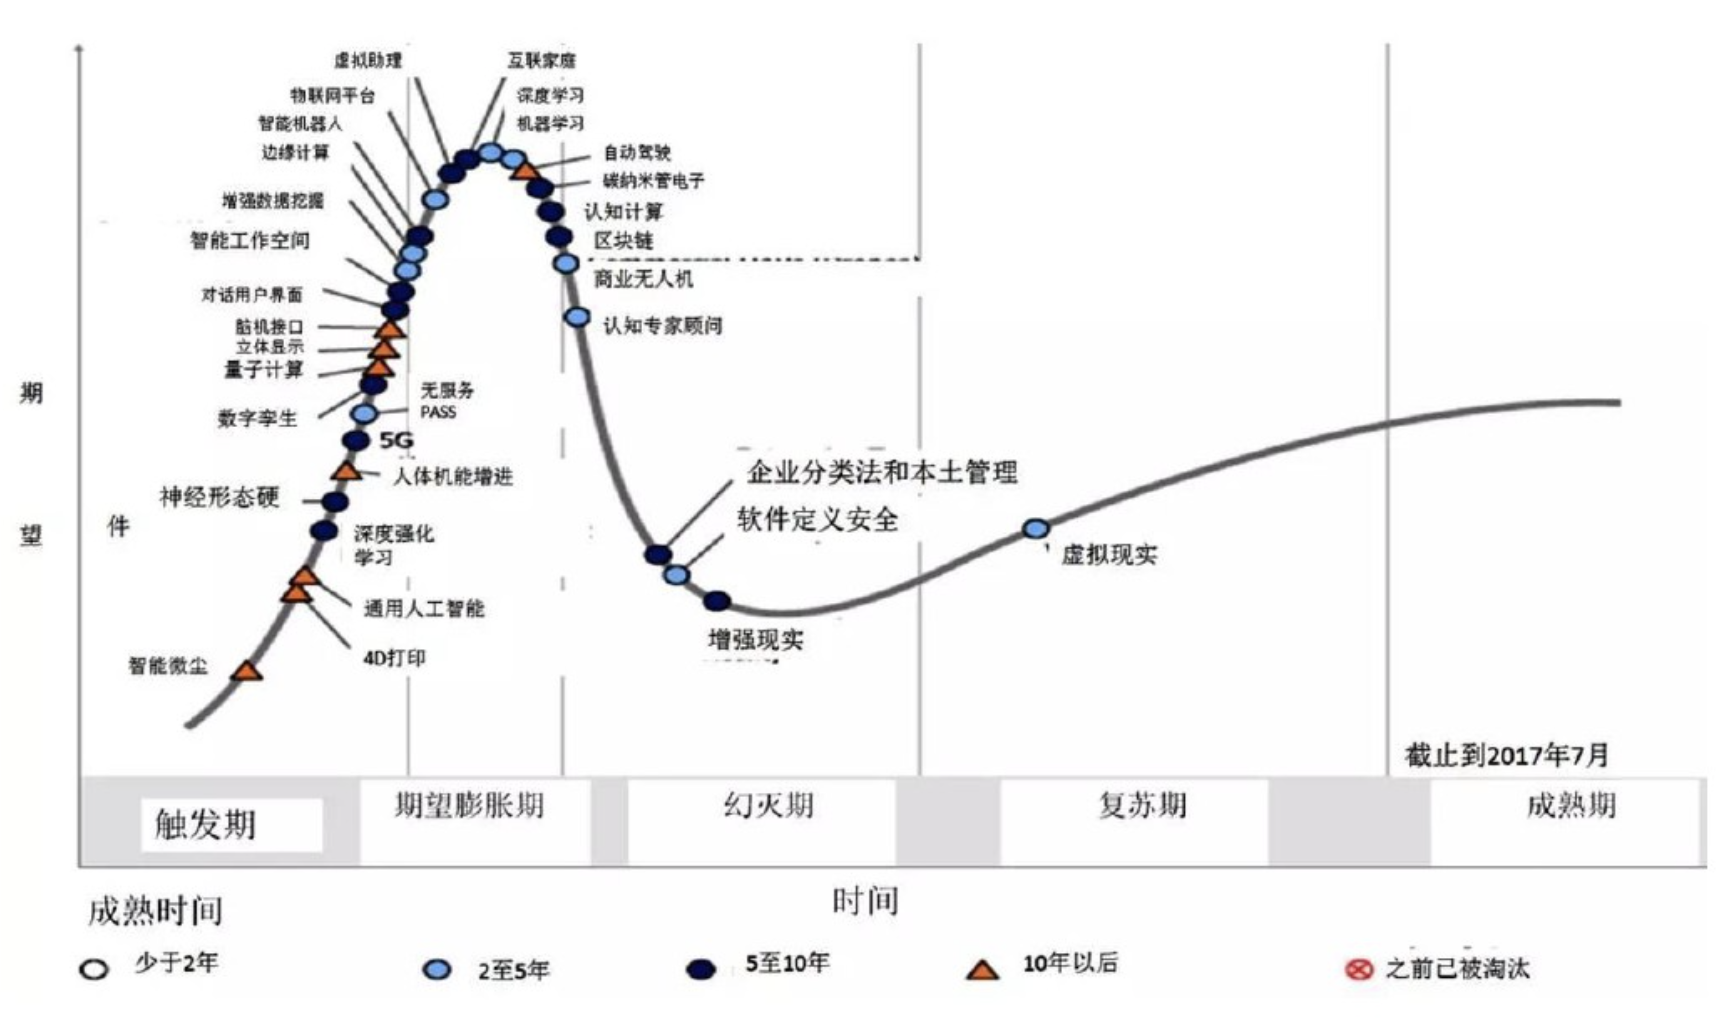 虚拟助理
互联家庭
物联网平台
深度学习
智能机器人
机器学习
边缘计算
自动驾驶
碳纳米管电子
增强数据挖掘
认知计算
智能工作空间
区块链
商业无人机
对话用户界面
脑机接口
认知专家顾问
立体显示
量子计算
无服务
PASS
数字孪生
5G
人体机能增进
神经形态硬
件
深度强化
学习
通用人工智能
4D打印
智能微尘
企业分类法和本土管理
软件定义安全
增强现实
虚拟现实
期
望
截止到2017年7月
触发期
期望膨胀期
幻灭期
复苏期
成熟期
时间
成熟时间
少于2年
2至5年
5至10年
10年以后
之前已被淘汰